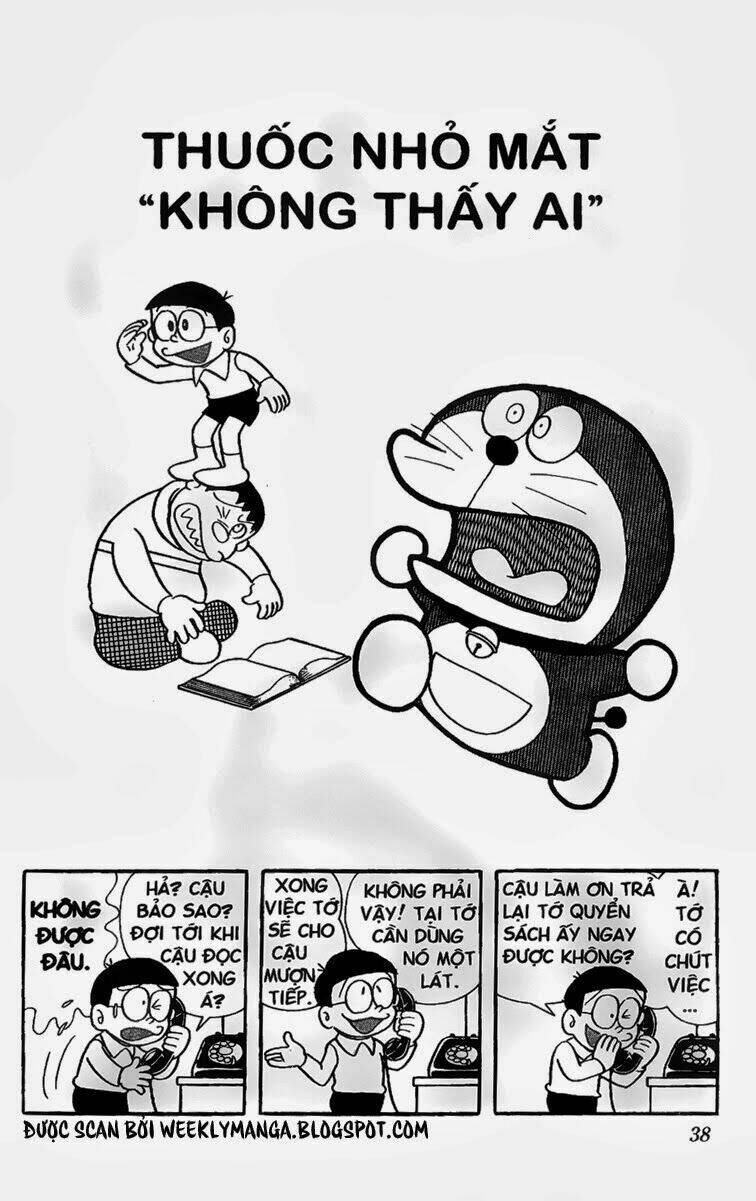 THUỐC NHỎ MẮT
“KHÔNG THẤY AI”
À!
TỚ
CÓ
CHÚT
VIỆC
...
CẬU LÀM ƠN TRẢ
LẠI TỚ QUYỂN
SÁCH ẤY NGAY
ĐƯỢC KHÔNG?
KHÔNG PHẢI
VẬY! TẠI TỚ
CẦN DÙNG
NÓ MỘT
LÁT.
XONG
VIỆC TỚ
SẼ CHO
CẬU
MƯỢN
TIẾP.
HẢ? CẬU
BẢO SAO?
ĐỢI TỚI KHI
CẬU ĐỌC
XONG
Á?
KHÔNG
ĐƯỢC
ĐÂU.
ĐƯỢC SCAN BỞI WEEKLYMANGA.BLOGSPOT.COM
38